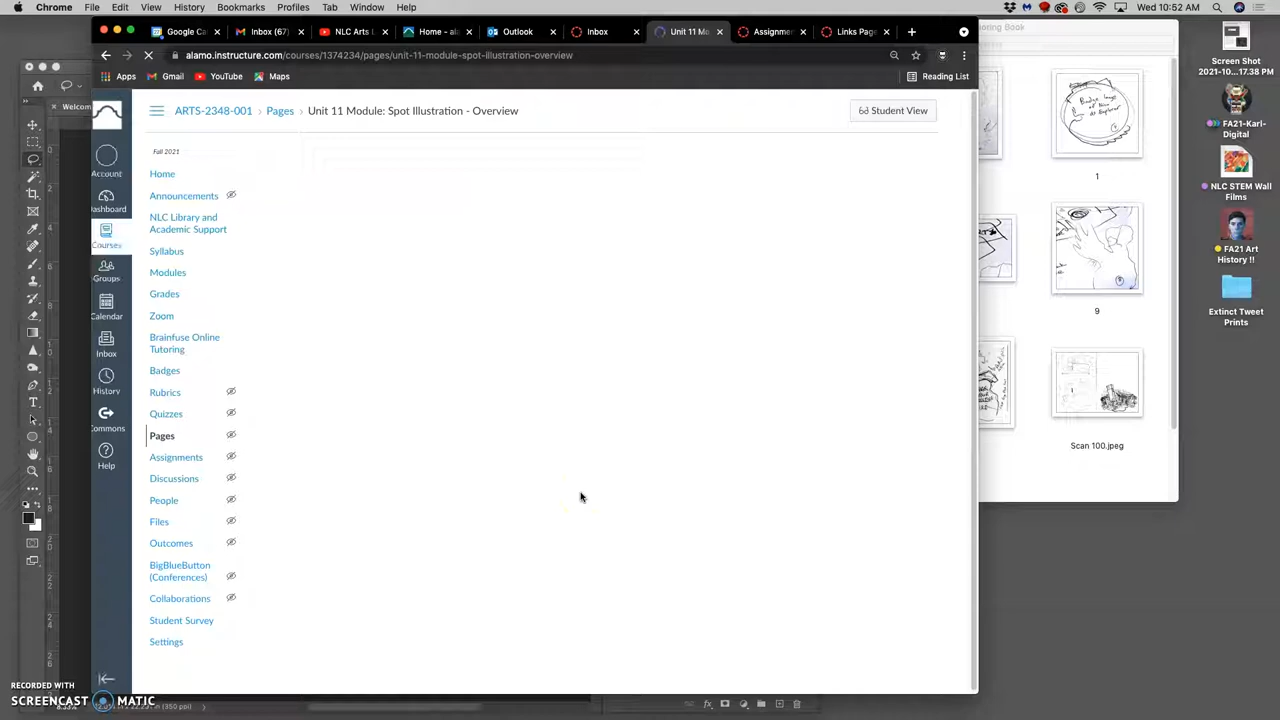 Chrome File Edit View History Bookmarks Profiles Tab Window Help
Wed 10:52 AM
Google Ca
Inbox (67)
NLC Arts L
Home - ala
Outlook
Inbox
Unit 11 Mo
Assignmen
Links Page
alamo.instructure.com/courses/1374234/pages/unit-11-module-spot-illustration-overview
Apps Gmail YouTube Maps
Reading List
ARTS-2348-001 › Pages › Unit 11 Module: Spot Illustration - Overview
Student View
Fall 2021
Home
Announcements
NLC Library and
Academic Support
Syllabus
Modules
Grades
Zoom
Brainfuse Online
Tutoring
Badges
Rubrics
Quizzes
Pages
Assignments
Discussions
People
Files
Outcomes
BigBlueButton
(Conferences)
Collaborations
Student Survey
Settings
Account
Dashboard
Courses
Groups
Calendar
Inbox
History
Commons
Help
Welcom
oring Book
1
9
Scan 100.jpeg
Screen Shot
2021-10...17.38 PM
FA21-Karl-
Digital
NLC STEM Wall
Films
FA21 Art
History !!
Extinct Tweet
Prints
RECORDED WITH
SCREENCAST MATIC